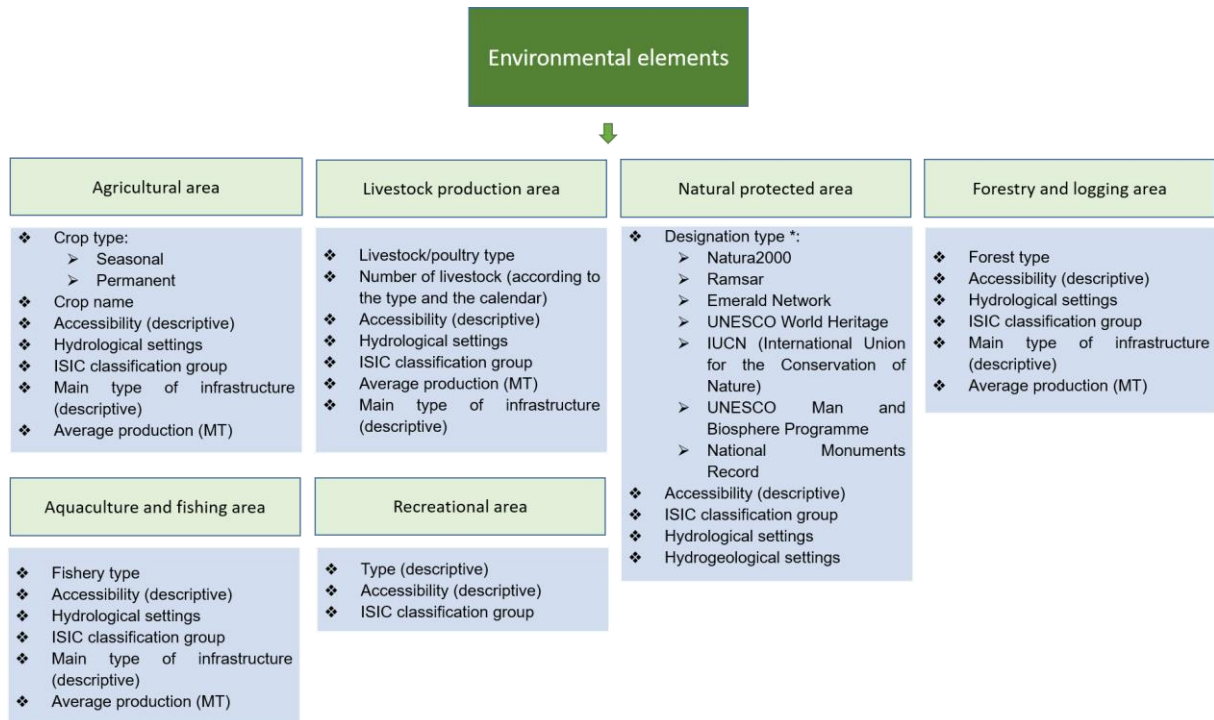 Environmental elements
Agricultural area
❖ Crop type:
➢ Seasonal
➢ Permanent
❖ Crop name
❖ Accessibility (descriptive)
❖ Hydrological settings
❖ ISIC classification group
❖ Main type of infrastructure
(descriptive)
❖ Average production (MT)
Livestock production area
❖ Livestock/poultry type
❖ Number of livestock (according to
the type and the calendar)
❖ Accessibility (descriptive)
❖ Hydrological settings
❖ ISIC classification group
❖ Average production (MT)
❖ Main type of infrastructure
(descriptive)
Natural protected area
❖ Designation type *:
➢ Natura2000
➢ Ramsar
➢ Emerald Network
➢ UNESCO World Heritage
➢ IUCN (International Union
for the Conservation of
Nature)
➢ UNESCO Man and
Biosphere Programme
➢ National Monuments
Record
❖ Accessibility (descriptive)
❖ ISIC classification group
❖ Hydrological settings
❖ Hydrogeological settings
Forestry and logging area
❖ Forest type
❖ Accessibility (descriptive)
❖ Hydrological settings
❖ ISIC classification group
❖ Main type of infrastructure
(descriptive)
❖ Average production (MT)
Aquaculture and fishing area
❖ Fishery type
❖ Accessibility (descriptive)
❖ Hydrological settings
❖ ISIC classification group
❖ Main type of infrastructure
(descriptive)
❖ Average production (MT)
Recreational area
❖ Type (descriptive)
❖ Accessibility (descriptive)
❖ ISIC classification group